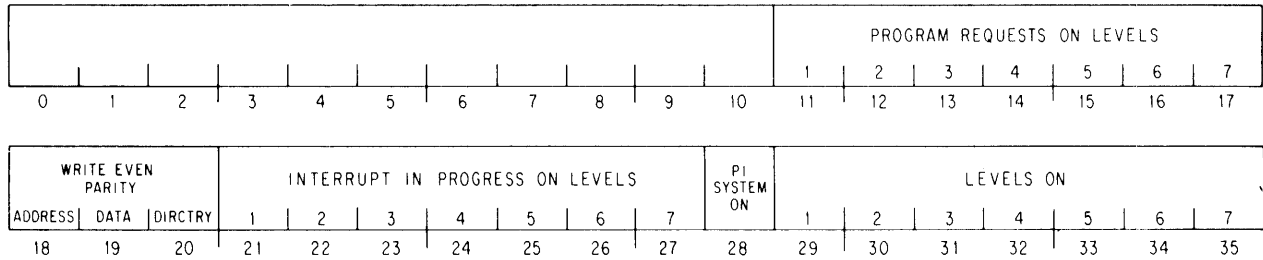 PROGRAM REQUESTS ON LEVELS
1 2 3 4 5 6 7
0 1 2 3 4 5 6 7 8 9 10 11 12 13 14 15 16 17
WRITE EVEN
PARITY
INTERRUPT IN PROGRESS ON LEVELS
PI
SYSTEM
ON
LEVELS ON
ADDRESS DATA DIRCTRY 1 2 3 4 5 6 7 1 2 3 4 5 6 7
18 19 20 21 22 23 24 25 26 27 28 29 30 31 32 33 34 35